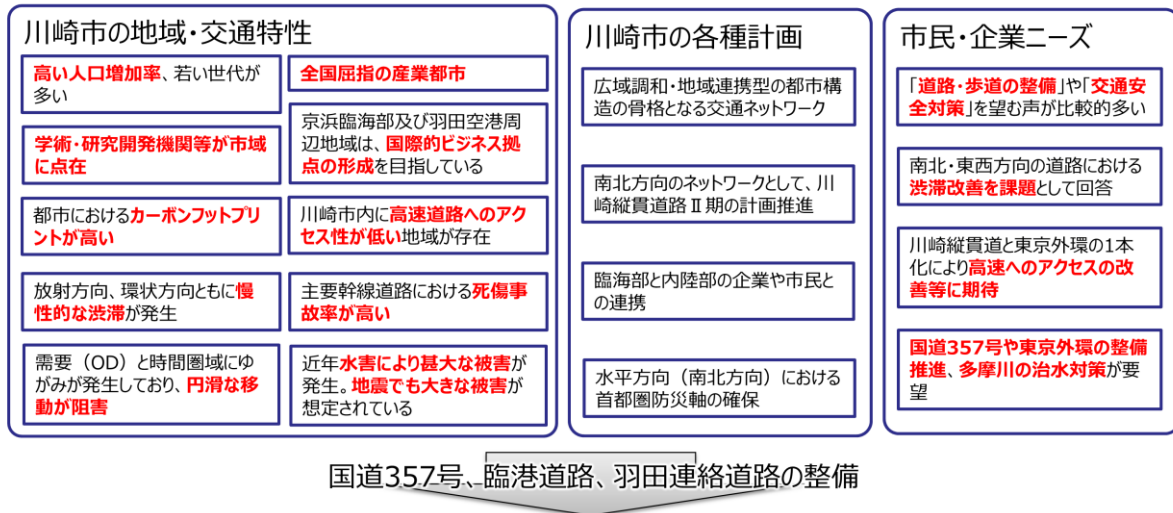 川崎市の地域・交通特性
高い人口増加率、若い世代が
多い
学術・研究開発機関等が市域
に点在
都市におけるカーボンフットプリ
ントが高い
放射方向、環状方向ともに慢
性的な渋滞が発生
需要（OD）と時間圏域にゆ
がみが発生しており、円滑な移
動が阻害
全国屈指の産業都市
京浜臨海部及び羽田空港周
辺地域は、国際的ビジネス拠
点の形成を目指している
川崎市内に高速道路へのアク
セス性が低い地域が存在
主要幹線道路における死傷事
故率が高い
近年水害により甚大な被害が
発生。地震でも大きな被害が
想定されている
川崎市の各種計画
広域調和・地域連携型の都市構
造の骨格となる交通ネットワーク
南北方向のネットワークとして、川
崎縦貫道路Ⅱ期の計画推進
臨海部と内陸部の企業や市民と
の連携
水平方向（南北方向）における
首都圏防災軸の確保
市民・企業ニーズ
「道路・歩道の整備」や「交通安
全対策」を望む声が比較的多い
南北・東西方向の道路における
渋滞改善を課題として回答
川崎縦貫道と東京外環の1本
化により高速へのアクセスの改
善等に期待
国道357号や東京外環の整備
推進、多摩川の治水対策が要
望
国道357号、臨港道路、羽田連絡道路の整備